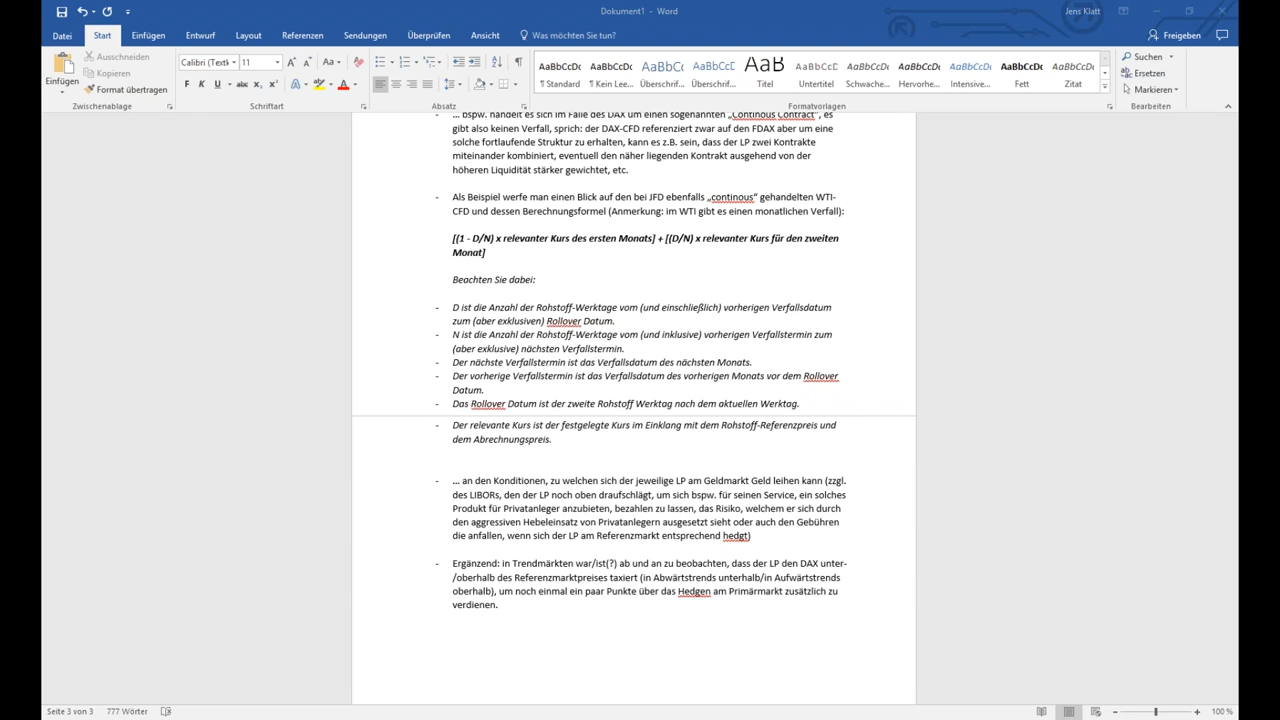 Dokument1 - Word
Jens Klatt
Datei Start Einfügen Entwurf Layout Referenzen Sendungen Überprüfen Ansicht Was möchten Sie tun? Freigeben
Einfügen
Ausschneiden
Kopieren
Format übertragen
Zwischenablage
Calibri (Textk 11
Aa
Schriftart
Absatz
AaBbCcDc AaBbCcDc AaBbCc AaBbCcD AaB AaBbCcD AaBbCcDc AaBbCcDc AaBbCcDc AaBbCcDc AaBbCcDc
¶ Standard ¶ Kein Lee... Überschrif... Überschrif... Titel Untertitel Schwache... Hervorhe... Intensive... Fett Zitat
Formatvorlagen
Suchen
Ersetzen
Markieren
Bearbeiten
- ... bspw. handelt es sich im Falle des DAX um einen sogenannten „Continous Contract“, es
gibt also keinen Verfall, sprich: der DAX-CFD referenziert zwar auf den FDAX aber um eine
solche fortlaufende Struktur zu erhalten, kann es z.B. sein, dass der LP zwei Kontrakte
miteinander kombiniert, eventuell den näher liegenden Kontrakt ausgehend von der
höheren Liquidität stärker gewichtet, etc.
- Als Beispiel werfe man einen Blick auf den bei JFD ebenfalls „continous“ gehandelten WTI-
CFD und dessen Berechnungsformel (Anmerkung: im WTI gibt es einen monatlichen Verfall):
[(1 - D/N) x relevanter Kurs des ersten Monats] + [(D/N) x relevanter Kurs für den zweiten
Monat]
Beachten Sie dabei:
- D ist die Anzahl der Rohstoff-Werktage vom (und einschließlich) vorherigen Verfallsdatum
zum (aber exklusiven) Rollover Datum.
- N ist die Anzahl der Rohstoff-Werktage vom (und inklusive) vorherigen Verfallstermin zum
(aber exklusive) nächsten Verfallstermin.
- Der nächste Verfallstermin ist das Verfallsdatum des nächsten Monats.
- Der vorherige Verfallstermin ist das Verfallsdatum des vorherigen Monats vor dem Rollover
Datum.
- Das Rollover Datum ist der zweite Rohstoff Werktag nach dem aktuellen Werktag.
- Der relevante Kurs ist der festgelegte Kurs im Einklang mit dem Rohstoff-Referenzpreis und
dem Abrechnungspreis.
- ... an den Konditionen, zu welchen sich der jeweilige LP am Geldmarkt Geld leihen kann (zzgl.
des LIBORs, den der LP noch oben draufschlägt, um sich bspw. für seinen Service, ein solches
Produkt für Privatanleger anzubieten, bezahlen zu lassen, das Risiko, welchem er sich durch
den aggressiven Hebeleinsatz von Privatanlegern ausgesetzt sieht oder auch den Gebühren
die anfallen, wenn sich der LP am Referenzmarkt entsprechend hedgt)
- Ergänzend: in Trendmärkten war/ist(?) ab und an zu beobachten, dass der LP den DAX unter-
/oberhalb des Referenzmarktpreises taxiert (in Abwärtstrends unterhalb/in Aufwärtstrends
oberhalb), um noch einmal ein paar Punkte über das Hedgen am Primärmarkt zusätzlich zu
verdienen.
Seite 3 von 3 777 Wörter 100 %